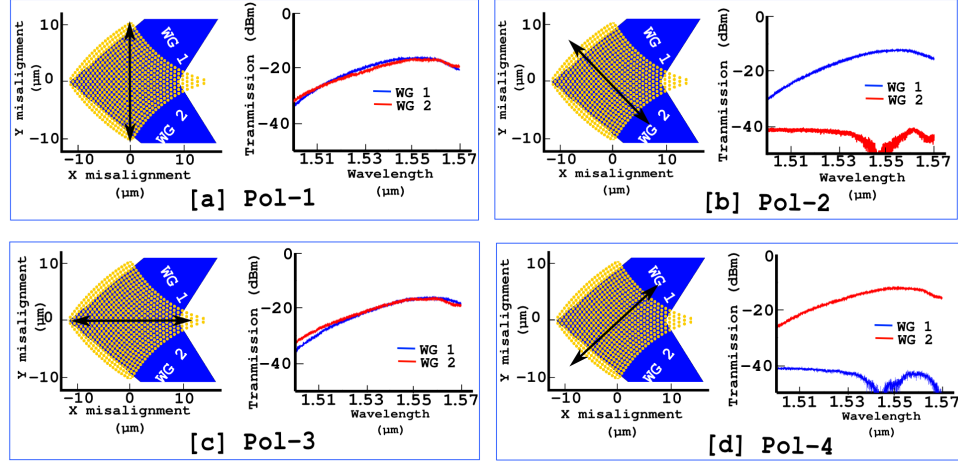 Y misalignment
(µm)
10
0
−10
WG 1
WG 2
−10 0 10
X misalignment
(µm)
Tranmission (dBm)
0
−20
−40
WG 1
WG 2
1.51 1.53 1.55 1.57
Wavelength
(µm)
[a] Pol−1
Y misalignment
(µm)
10
0
−10
WG 1
WG 2
−10 0 10
X misalignment
(µm)
Tranmission (dBm)
0
−20
−40
WG 1
WG 2
1.51 1.53 1.55 1.57
Wavelength
(µm)
[b] Pol−2
Y misalignment
(µm)
10
0
−10
WG 1
WG 2
−10 0 10
X misalignment
(µm)
Tranmission (dBm)
0
−20
−40
WG 1
WG 2
1.51 1.53 1.55 1.57
Wavelength
(µm)
[c] Pol−3
Y misalignment
(µm)
10
0
−10
WG 1
WG 2
−10 0 10
X misalignment
(µm)
Tranmission (dBm)
0
−20
−40
WG 1
WG 2
1.51 1.53 1.55 1.57
Wavelength
(µm)
[d] Pol−4